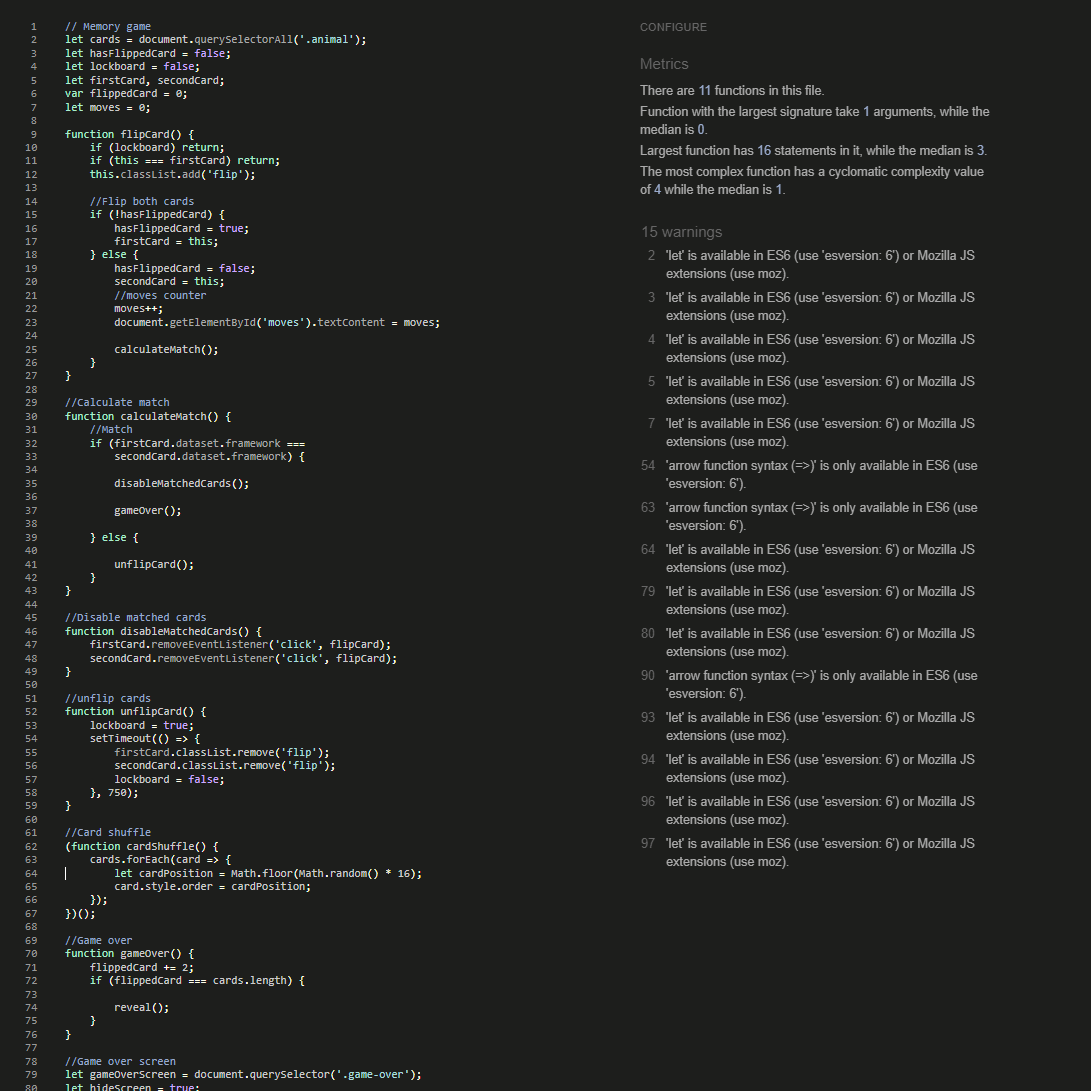 1 // Memory game
2 let cards = document.querySelectorAll('.animal');
3 let hasFlippedCard = false;
4 let lockboard = false;
5 let firstCard, secondCard;
6 var flippedCard = 0;
7 let moves = 0;
8
9 function flipCard() {
10 if (lockboard) return;
11 if (this === firstCard) return;
12 this.classList.add('flip');
13
14 //Flip both cards
15 if (!hasFlippedCard) {
16 hasFlippedCard = true;
17 firstCard = this;
18 } else {
19 hasFlippedCard = false;
20 secondCard = this;
21 //moves counter
22 moves++;
23 document.getElementById('moves').textContent = moves;
24
25 calculateMatch();
26 }
27 }
28
29 //Calculate match
30 function calculateMatch() {
31 //Match
32 if (firstCard.dataset.framework ===
33 secondCard.dataset.framework) {
34
35 disableMatchedCards();
36
37 gameOver();
38
39 } else {
40
41 unflipCard();
42 }
43 }
44
45 //Disable matched cards
46 function disableMatchedCards() {
47 firstCard.removeEventListener('click', flipCard);
48 secondCard.removeEventListener('click', flipCard);
49 }
50
51 //unflip cards
52 function unflipCard() {
53 lockboard = true;
54 setTimeout(() => {
55 firstCard.classList.remove('flip');
56 secondCard.classList.remove('flip');
57 lockboard = false;
58 }, 750);
59 }
60
61 //Card shuffle
62 (function cardShuffle() {
63 cards.forEach(card => {
64 let cardPosition = Math.floor(Math.random() * 16);
65 card.style.order = cardPosition;
66 });
67 })();
68
69 //Game over
70 function gameOver() {
71 flippedCard += 2;
72 if (flippedCard === cards.length) {
73
74 reveal();
75 }
76 }
77
78 //Game over screen
79 let gameOverScreen = document.querySelector('.game-over');
80 let hideScreen = true;
CONFIGURE
Metrics
There are 11 functions in this file.
Function with the largest signature take 1 arguments, while the
median is 0.
Largest function has 16 statements in it, while the median is 3.
The most complex function has a cyclomatic complexity value
of 4 while the median is 1.
15 warnings
2 'let' is available in ES6 (use 'esversion: 6') or Mozilla JS
extensions (use moz).
3 'let' is available in ES6 (use 'esversion: 6') or Mozilla JS
extensions (use moz).
4 'let' is available in ES6 (use 'esversion: 6') or Mozilla JS
extensions (use moz).
5 'let' is available in ES6 (use 'esversion: 6') or Mozilla JS
extensions (use moz).
7 'let' is available in ES6 (use 'esversion: 6') or Mozilla JS
extensions (use moz).
54 'arrow function syntax (=>)' is only available in ES6 (use
'esversion: 6').
63 'arrow function syntax (=>)' is only available in ES6 (use
'esversion: 6').
64 'let' is available in ES6 (use 'esversion: 6') or Mozilla JS
extensions (use moz).
79 'let' is available in ES6 (use 'esversion: 6') or Mozilla JS
extensions (use moz).
80 'let' is available in ES6 (use 'esversion: 6') or Mozilla JS
extensions (use moz).
90 'arrow function syntax (=>)' is only available in ES6 (use
'esversion: 6').
93 'let' is available in ES6 (use 'esversion: 6') or Mozilla JS
extensions (use moz).
94 'let' is available in ES6 (use 'esversion: 6') or Mozilla JS
extensions (use moz).
96 'let' is available in ES6 (use 'esversion: 6') or Mozilla JS
extensions (use moz).
97 'let' is available in ES6 (use 'esversion: 6') or Mozilla JS
extensions (use moz).